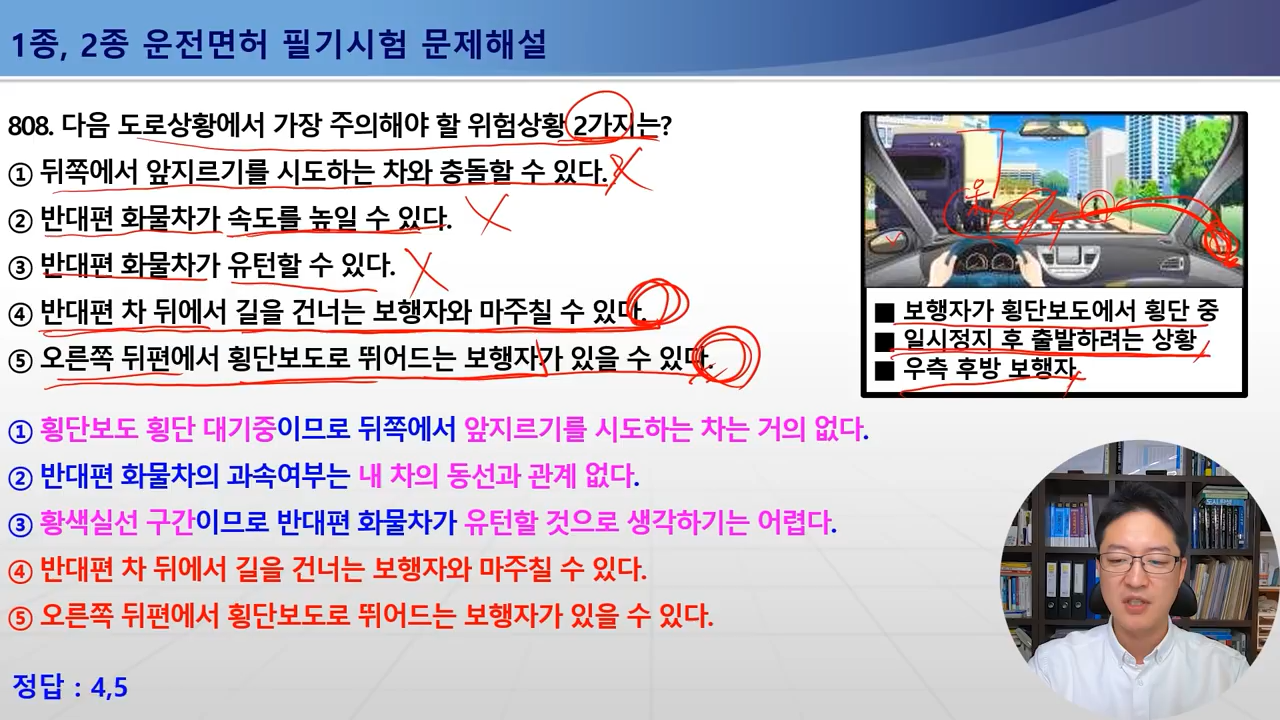 1종, 2종 운전면허 필기시험 문제해설
808. 다음 도로상황에서 가장 주의해야 할 위험상황 2가지는?
① 뒤쪽에서 앞지르기를 시도하는 차와 충돌할 수 있다.
② 반대편 화물차가 속도를 높일 수 있다.
③ 반대편 화물차가 유턴할 수 있다.
④ 반대편 차 뒤에서 길을 건너는 보행자와 마주칠 수 있다.
⑤ 오른쪽 뒤편에서 횡단보도로 뛰어드는 보행자가 있을 수 있다.
■ 보행자가 횡단보도에서 횡단 중
■ 일시정지 후 출발하려는 상황
■ 우측 후방 보행자
① 횡단보도 횡단 대기중이므로 뒤쪽에서 앞지르기를 시도하는 차는 거의 없다.
② 반대편 화물차의 과속여부는 내 차의 동선과 관계 없다.
③ 황색실선 구간이므로 반대편 화물차가 유턴할 것으로 생각하기는 어렵다.
④ 반대편 차 뒤에서 길을 건너는 보행자와 마주칠 수 있다.
⑤ 오른쪽 뒤편에서 횡단보도로 뛰어드는 보행자가 있을 수 있다.
정답 : 4,5